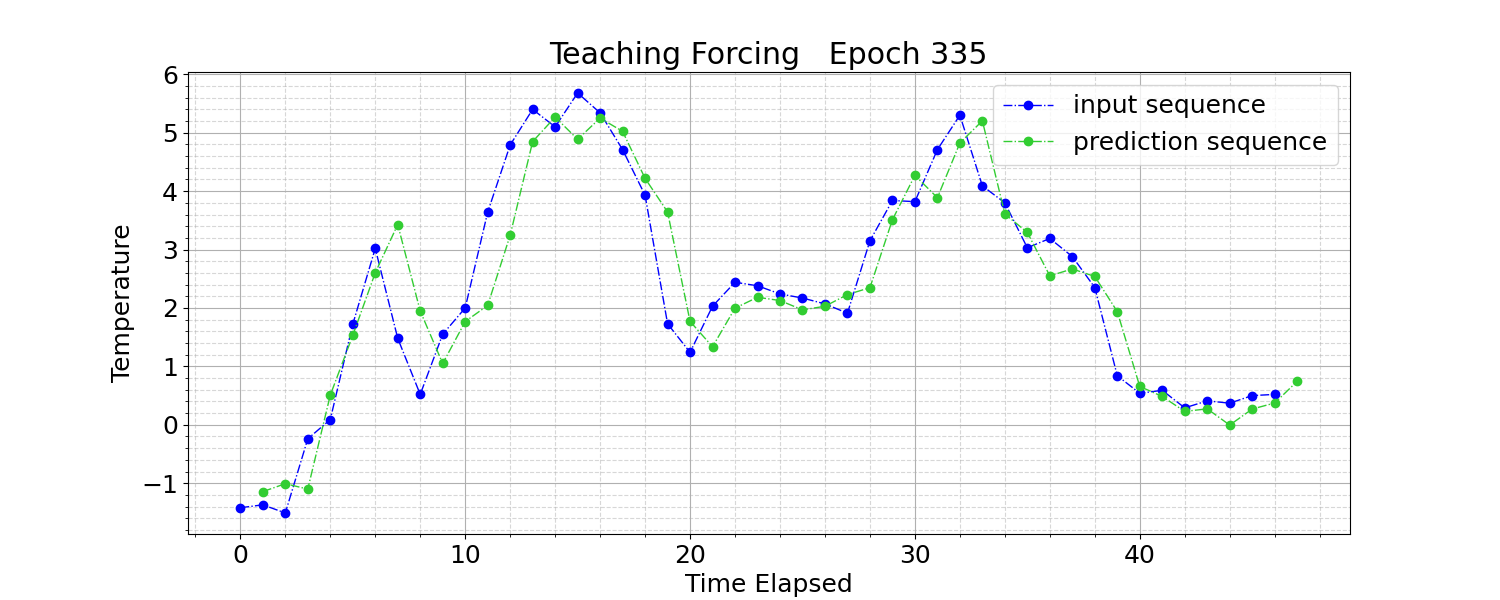 Teaching Forcing   Epoch 335
6
5
4
3
2
1
0
−1
Temperature
input sequence
prediction sequence
0 10 20 30 40
Time Elapsed